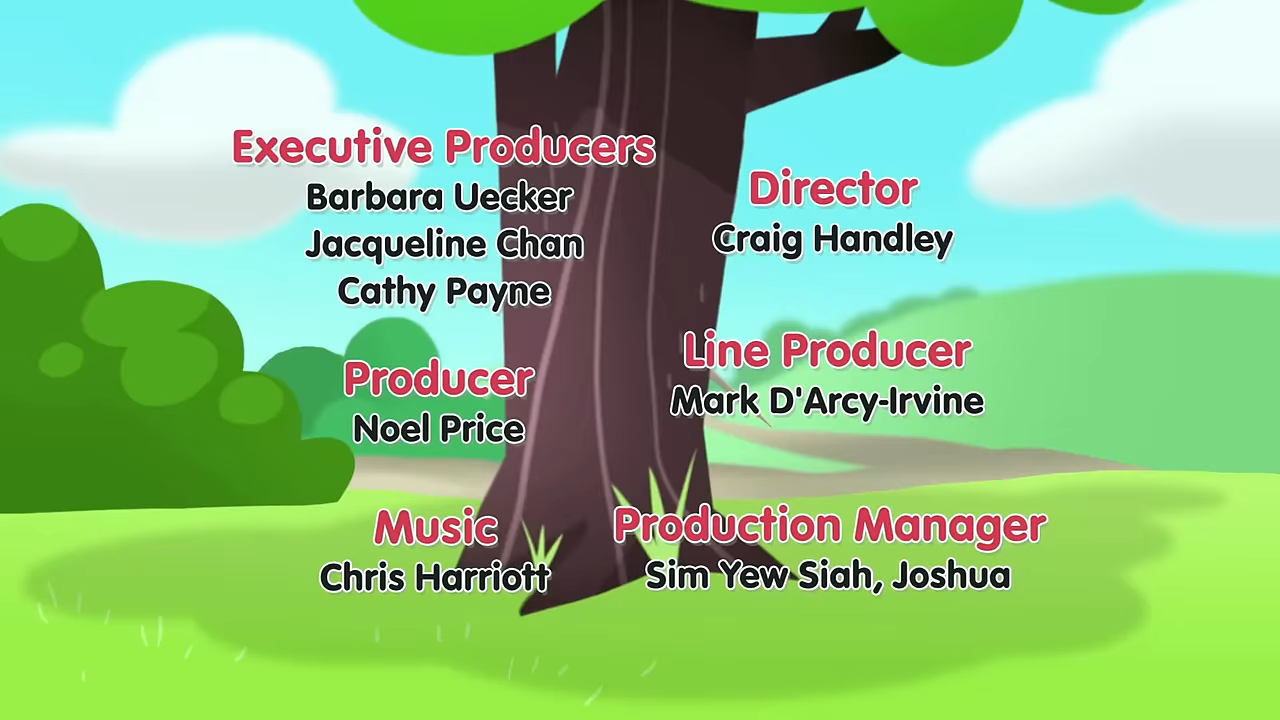 Executive Producers
Barbara Uecker
Jacqueline Chan
Cathy Payne
Producer
Noel Price
Music
Chris Harriott
Director
Craig Handley
Line Producer
Mark D'Arcy-Irvine
Production Manager
Sim Yew Siah, Joshua